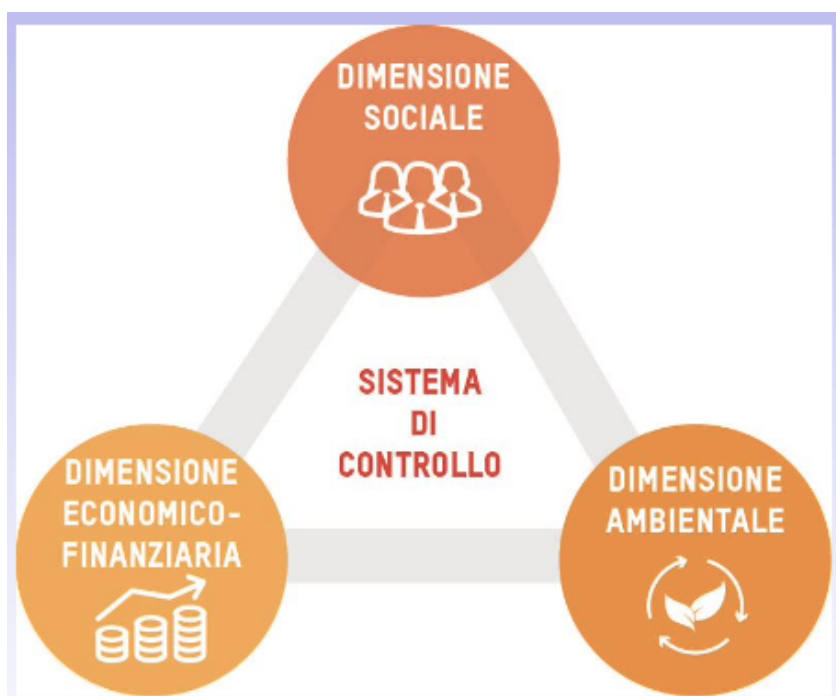 DIMENSIONE
SOCIALE
SISTEMA
DI
CONTROLLO
DIMENSIONE
ECONOMICO-
FINANZIARIA
DIMENSIONE
AMBIENTALE